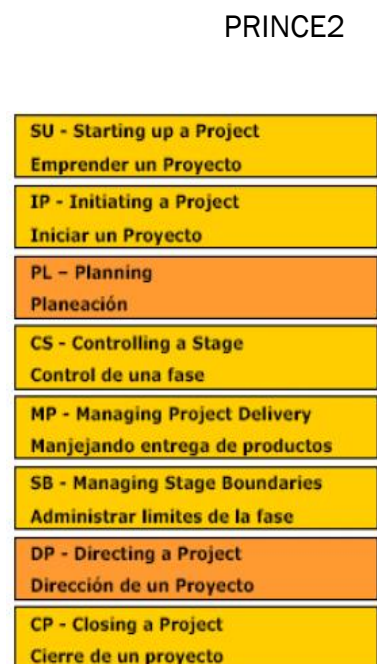 PRINCE2
SU - Starting up a Project
Emprender un Proyecto
IP - Initiating a Project
Iniciar un Proyecto
PL – Planning
Planeación
CS - Controlling a Stage
Control de una fase
MP - Managing Project Delivery
Manjejando entrega de productos
SB - Managing Stage Boundaries
Administrar limites de la fase
DP - Directing a Project
Dirección de un Proyecto
CP - Closing a Project
Cierre de un proyecto